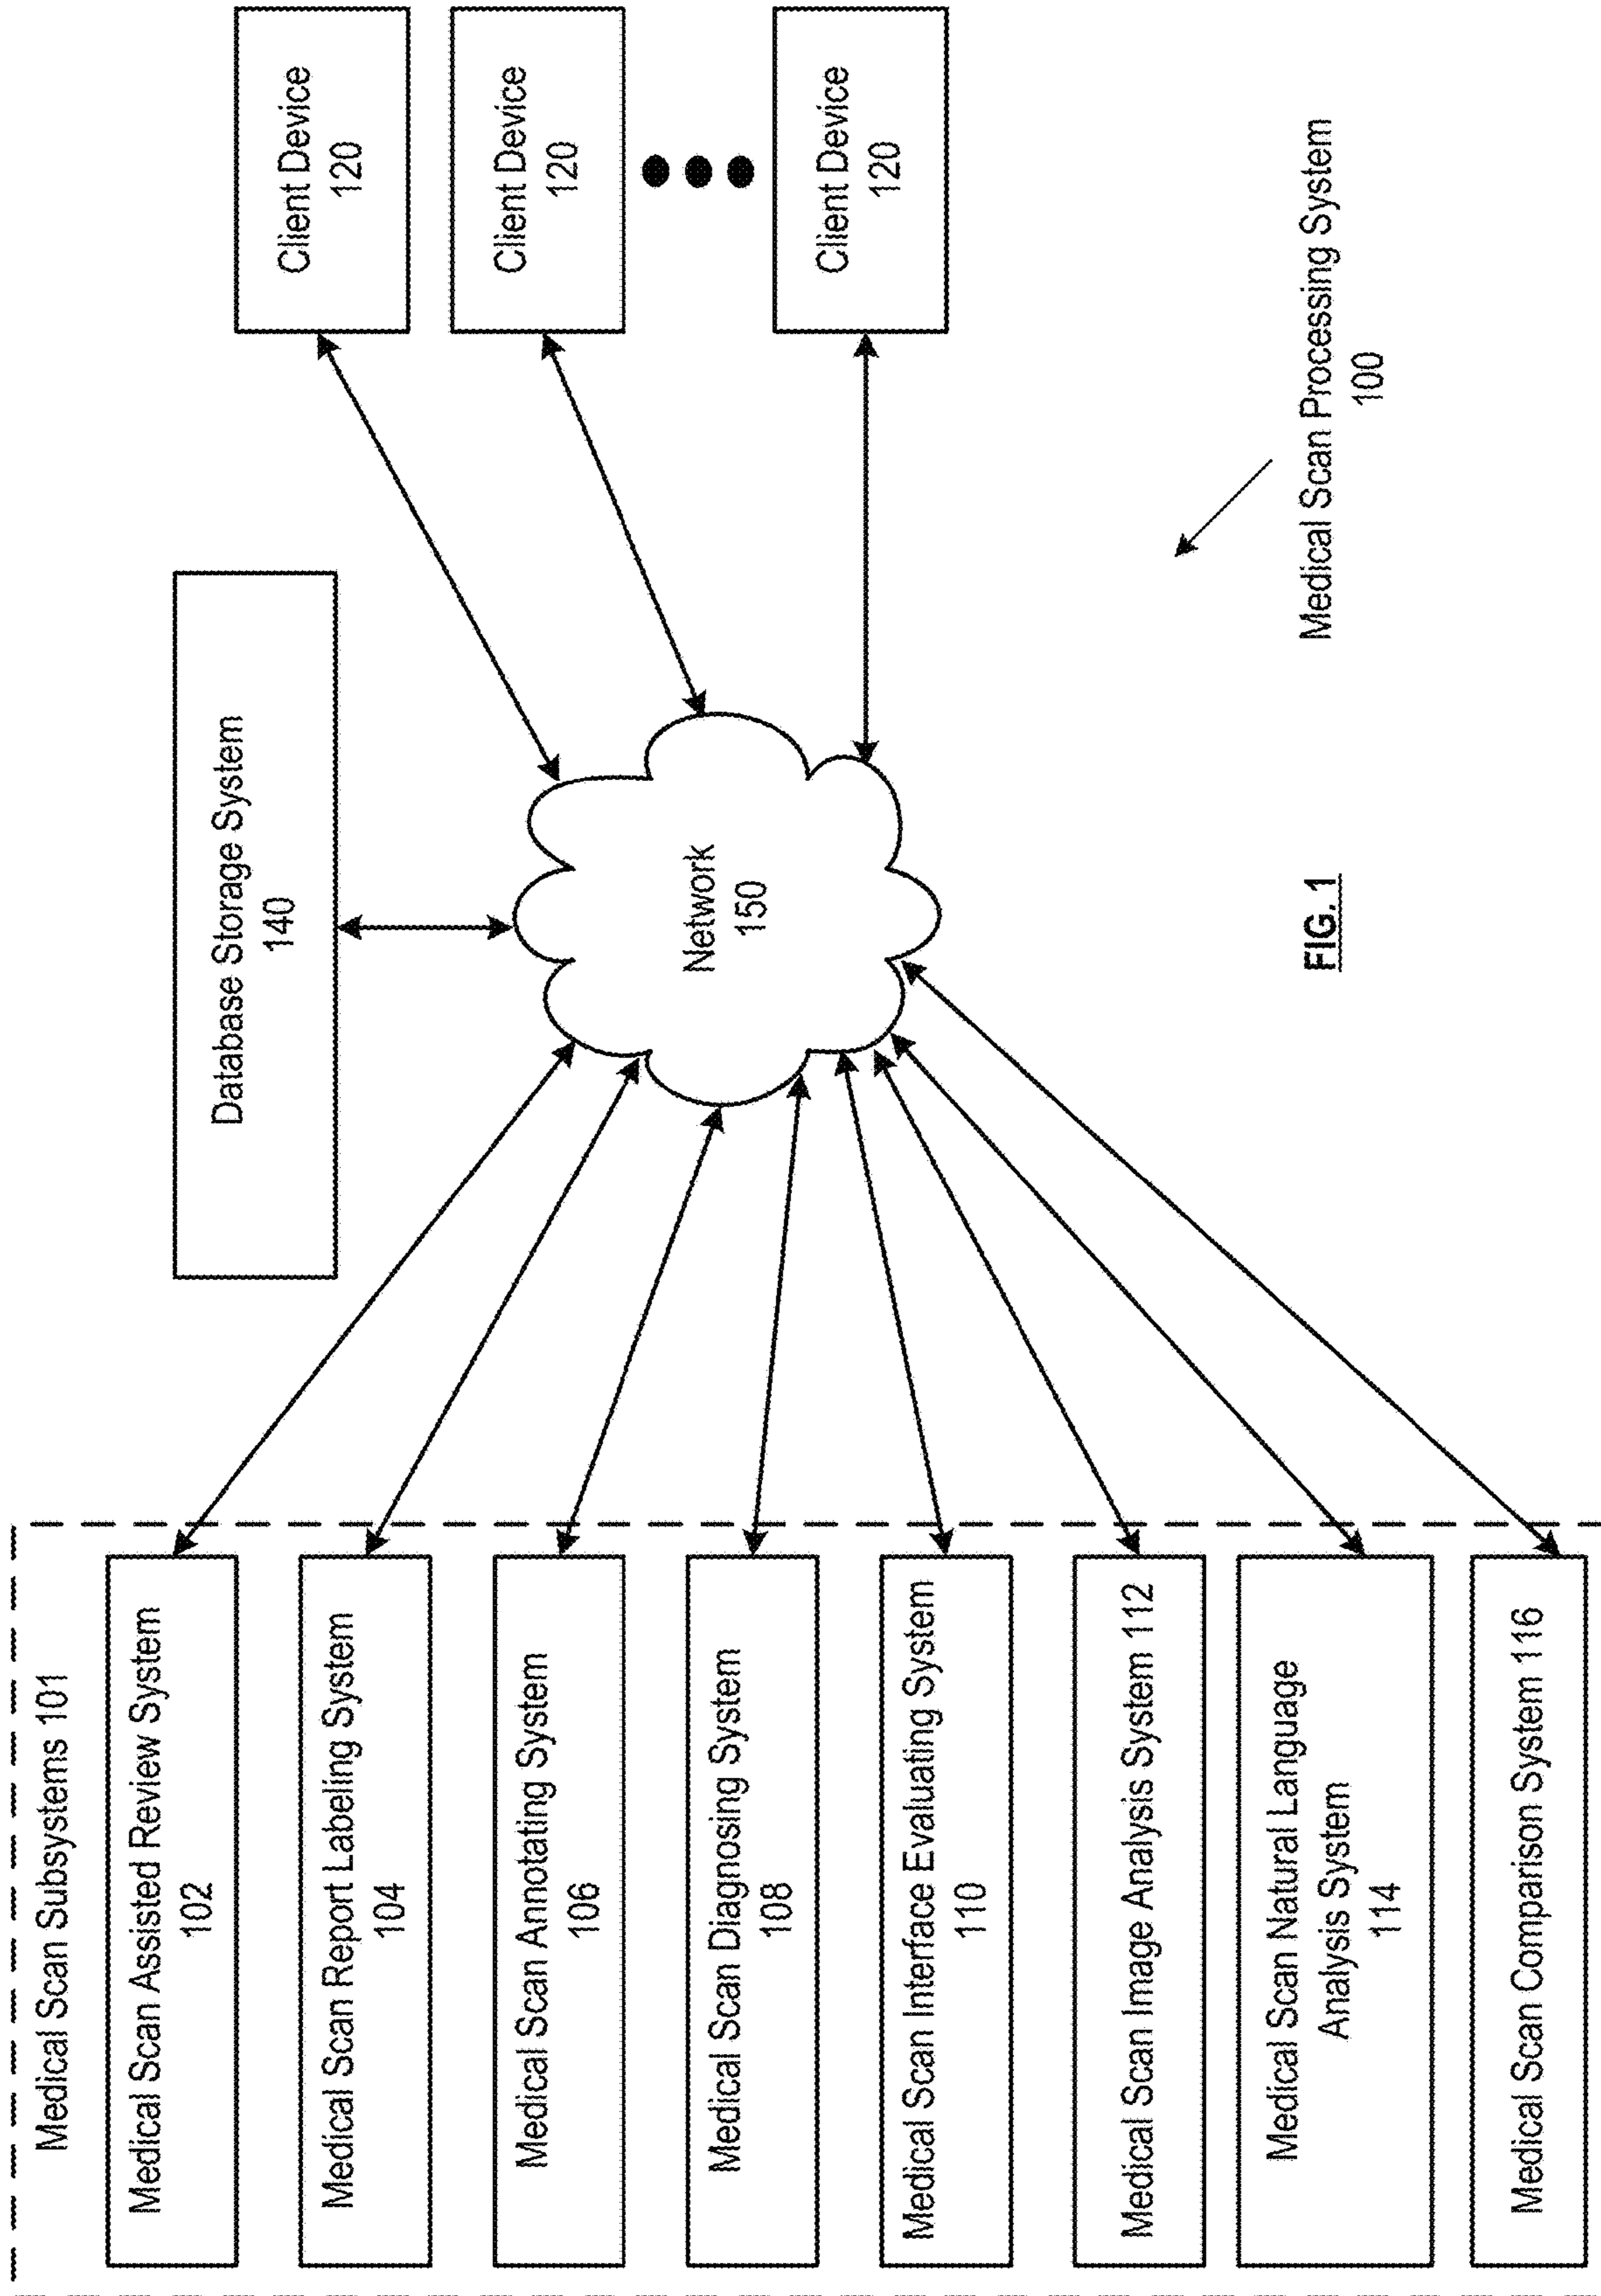 Medical Scan Subsystems 101
Medical Scan Assisted Review System
102
Medical Scan Report Labeling System
104
Medical Scan Annotating System
106
Medical Scan Diagnosing System
108
Medical Scan Interface Evaluating System
110
Medical Scan Image Analysis System 112
Medical Scan Natural Language
Analysis System
114
Medical Scan Comparison System 116
Database Storage System
140
Network
150
Client Device
120
Client Device
120
Client Device
120
Medical Scan Processing System
100
FIG. 1